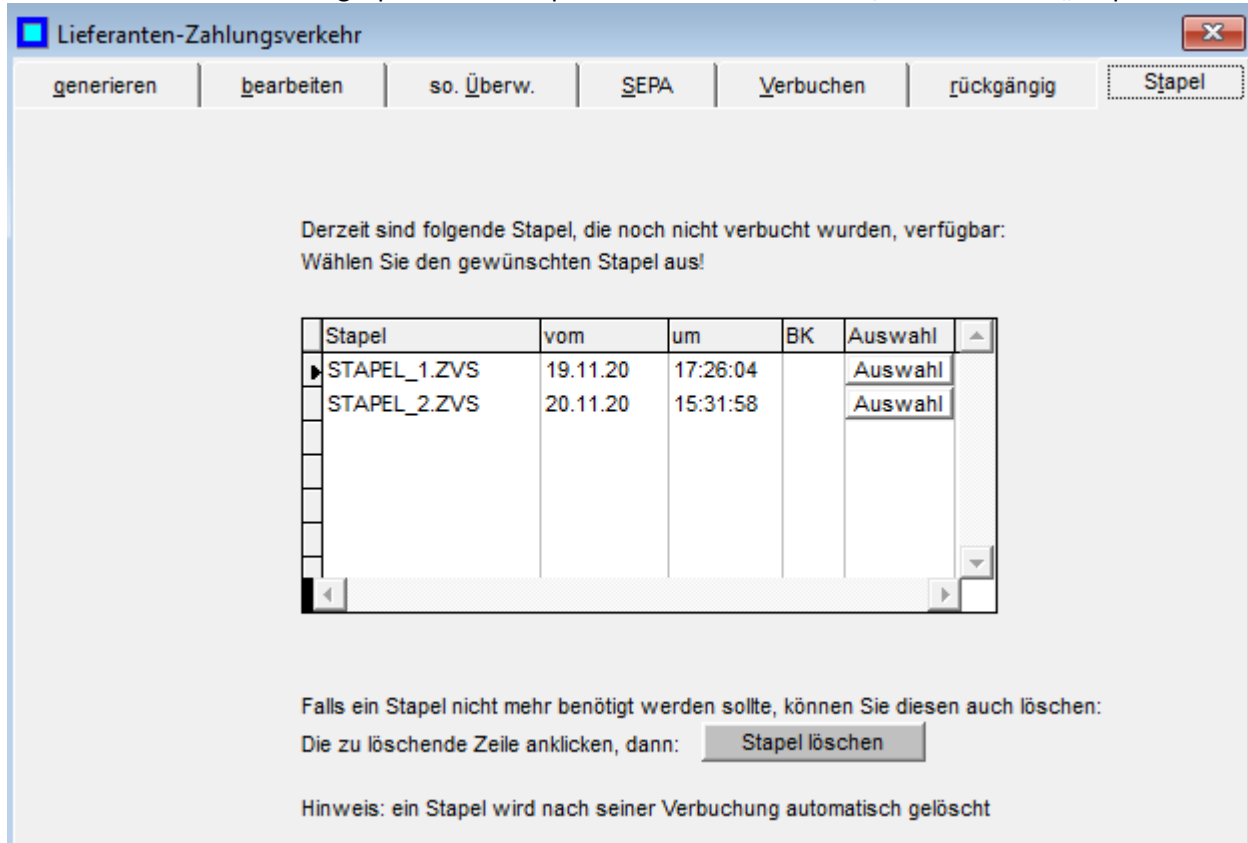 Lieferanten-Zahlungsverkehr
generieren bearbeiten so. Überw. SEPA Verbuchen rückgängig Stapel
Derzeit sind folgende Stapel, die noch nicht verbucht wurden, verfügbar:
Wählen Sie den gewünschten Stapel aus!
Stapel vom um BK Auswahl
STAPEL_1.ZVS 19.11.20 17:26:04 Auswahl
STAPEL_2.ZVS 20.11.20 15:31:58 Auswahl
Falls ein Stapel nicht mehr benötigt werden sollte, können Sie diesen auch löschen:
Die zu löschende Zeile anklicken, dann: Stapel löschen
Hinweis: ein Stapel wird nach seiner Verbuchung automatisch gelöscht